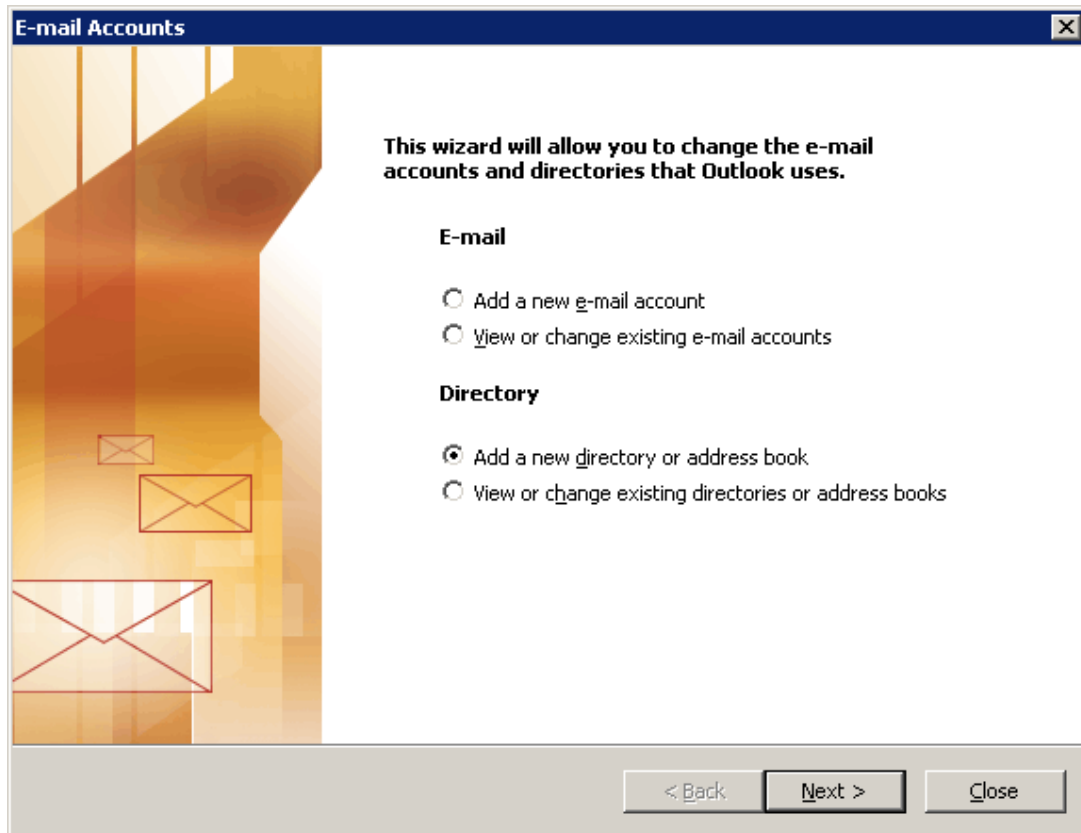 E-mail Accounts
This wizard will allow you to change the e-mail
accounts and directories that Outlook uses.
E-mail
Add a new e-mail account
View or change existing e-mail accounts
Directory
Add a new directory or address book
View or change existing directories or address books
< Back
Next >
Close